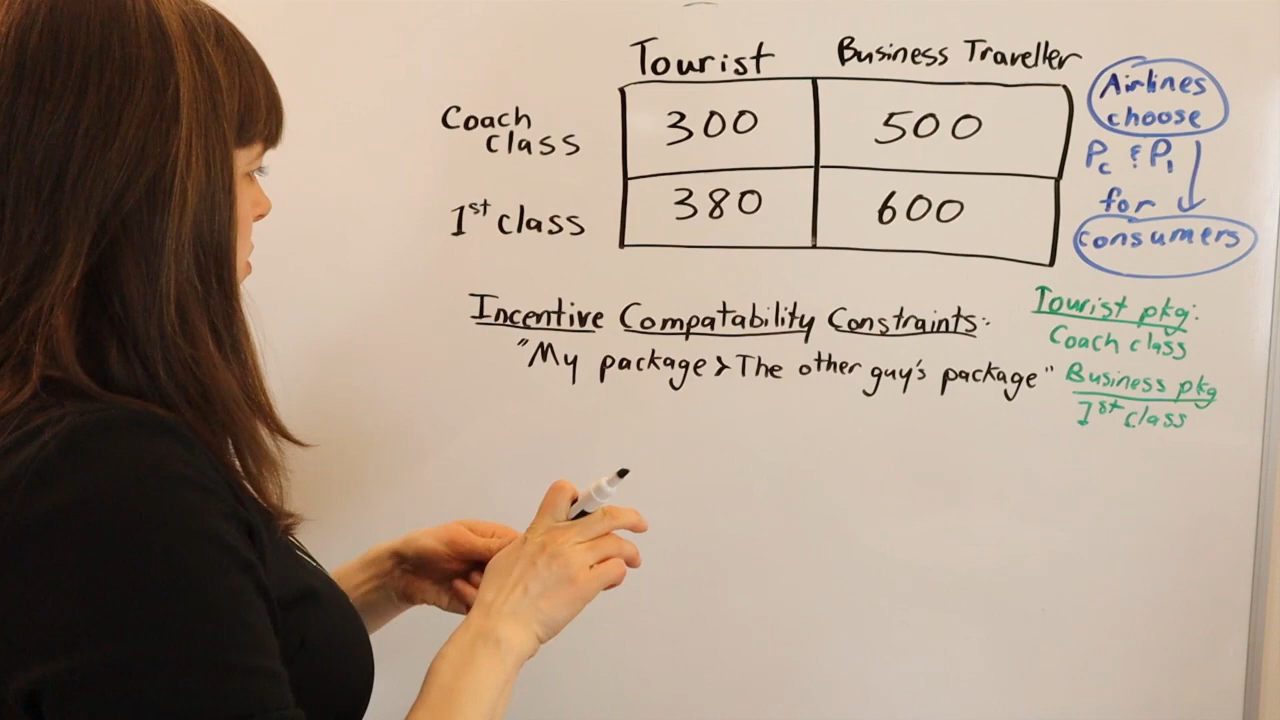 Tourist Business Traveller
Coach class 300 500
1st class 380 600
Airlines
choose
Pc & P1
for
consumers
Incentive Compatability Constraints:
"My package > The other guy's package"
Tourist pkg:
Coach class
Business pkg
1st class